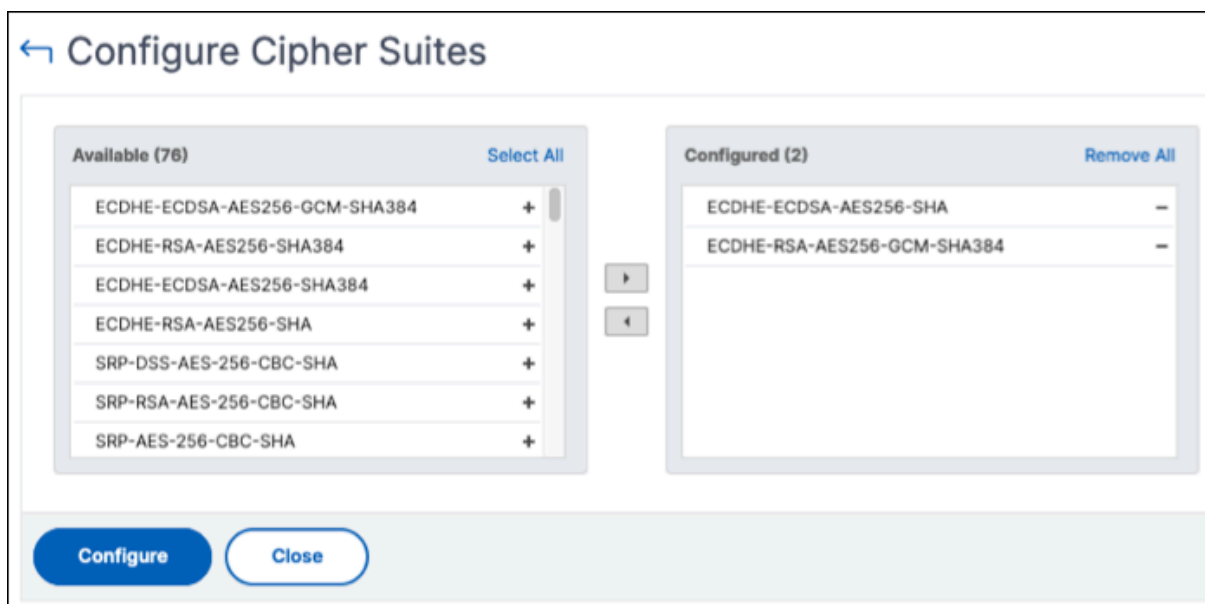 Configure Cipher Suites
Available (76) Select All
ECDHE-ECDSA-AES256-GCM-SHA384 +
ECDHE-RSA-AES256-SHA384 +
ECDHE-ECDSA-AES256-SHA384 +
ECDHE-RSA-AES256-SHA +
SRP-DSS-AES-256-CBC-SHA +
SRP-RSA-AES-256-CBC-SHA +
SRP-AES-256-CBC-SHA +
Configured (2) Remove All
ECDHE-ECDSA-AES256-SHA −
ECDHE-RSA-AES256-GCM-SHA384 −
Configure Close